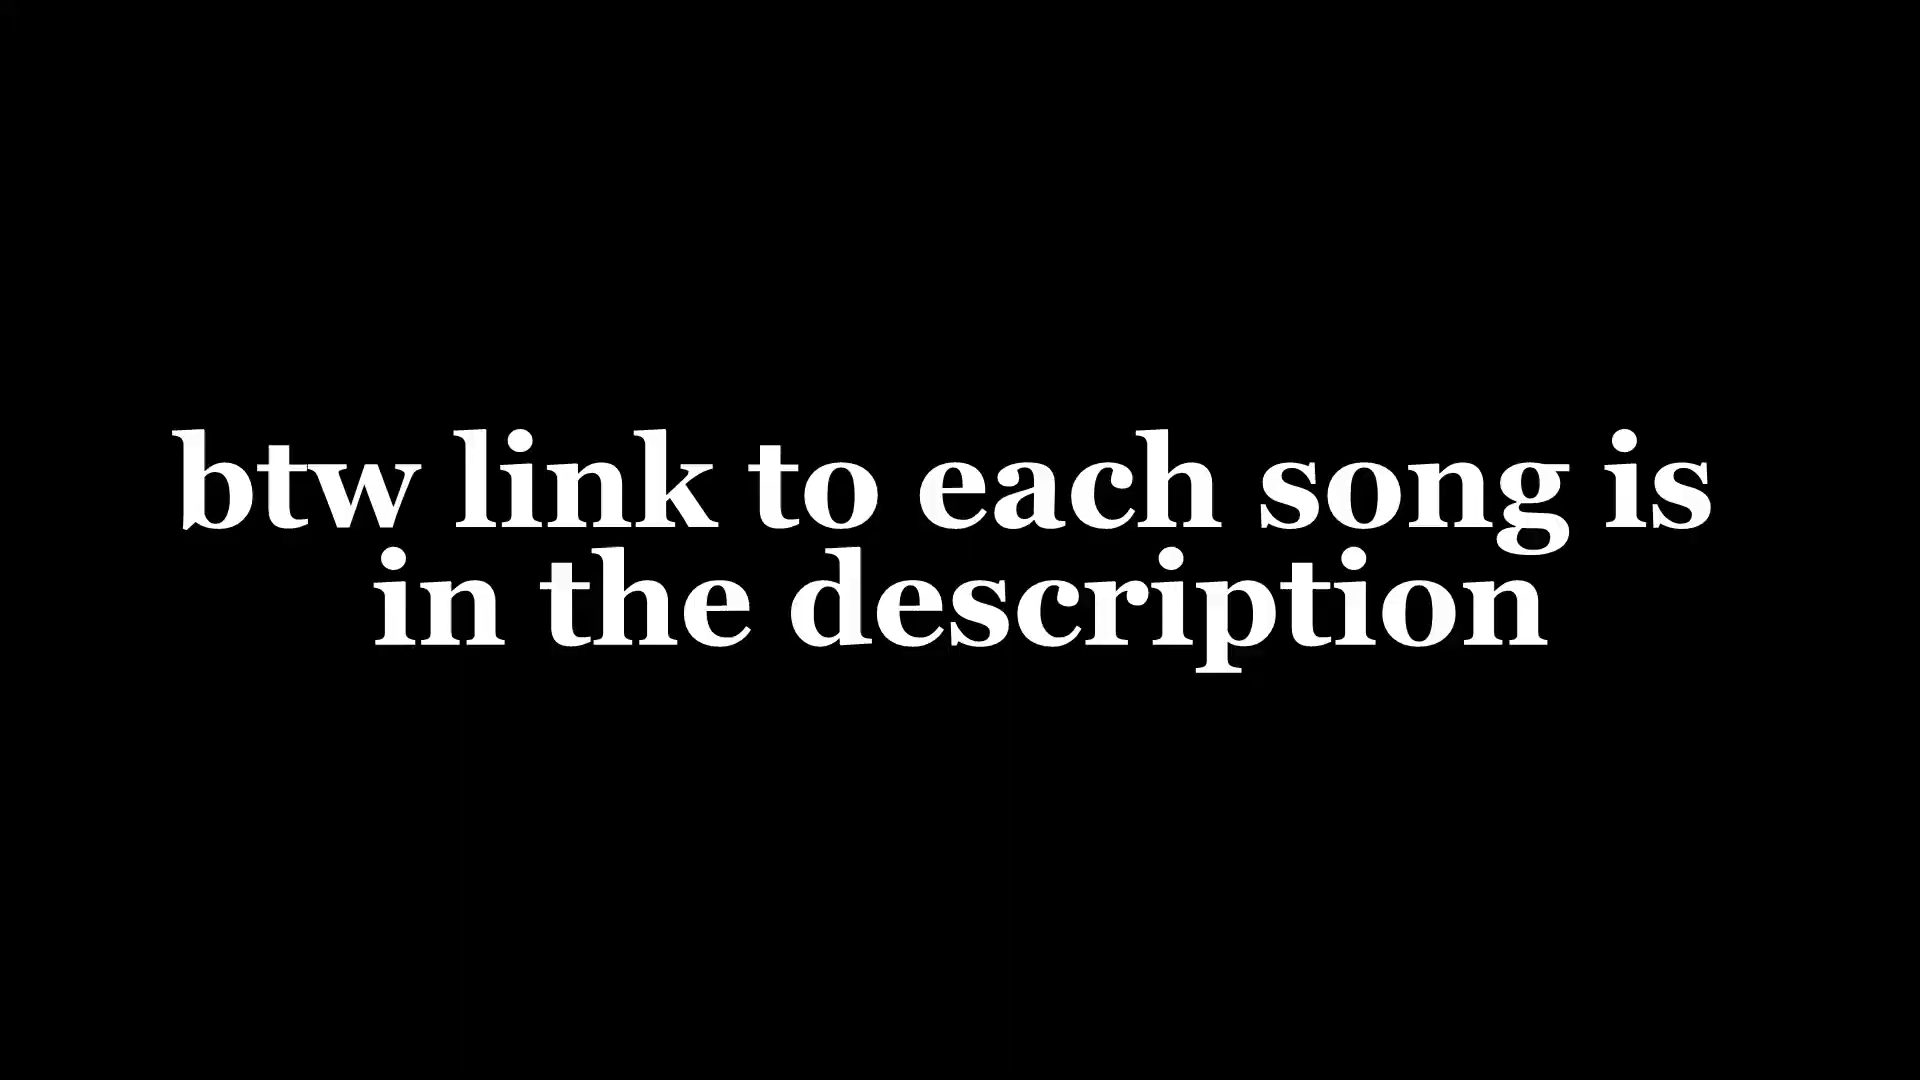 btw link to each song is
in the description